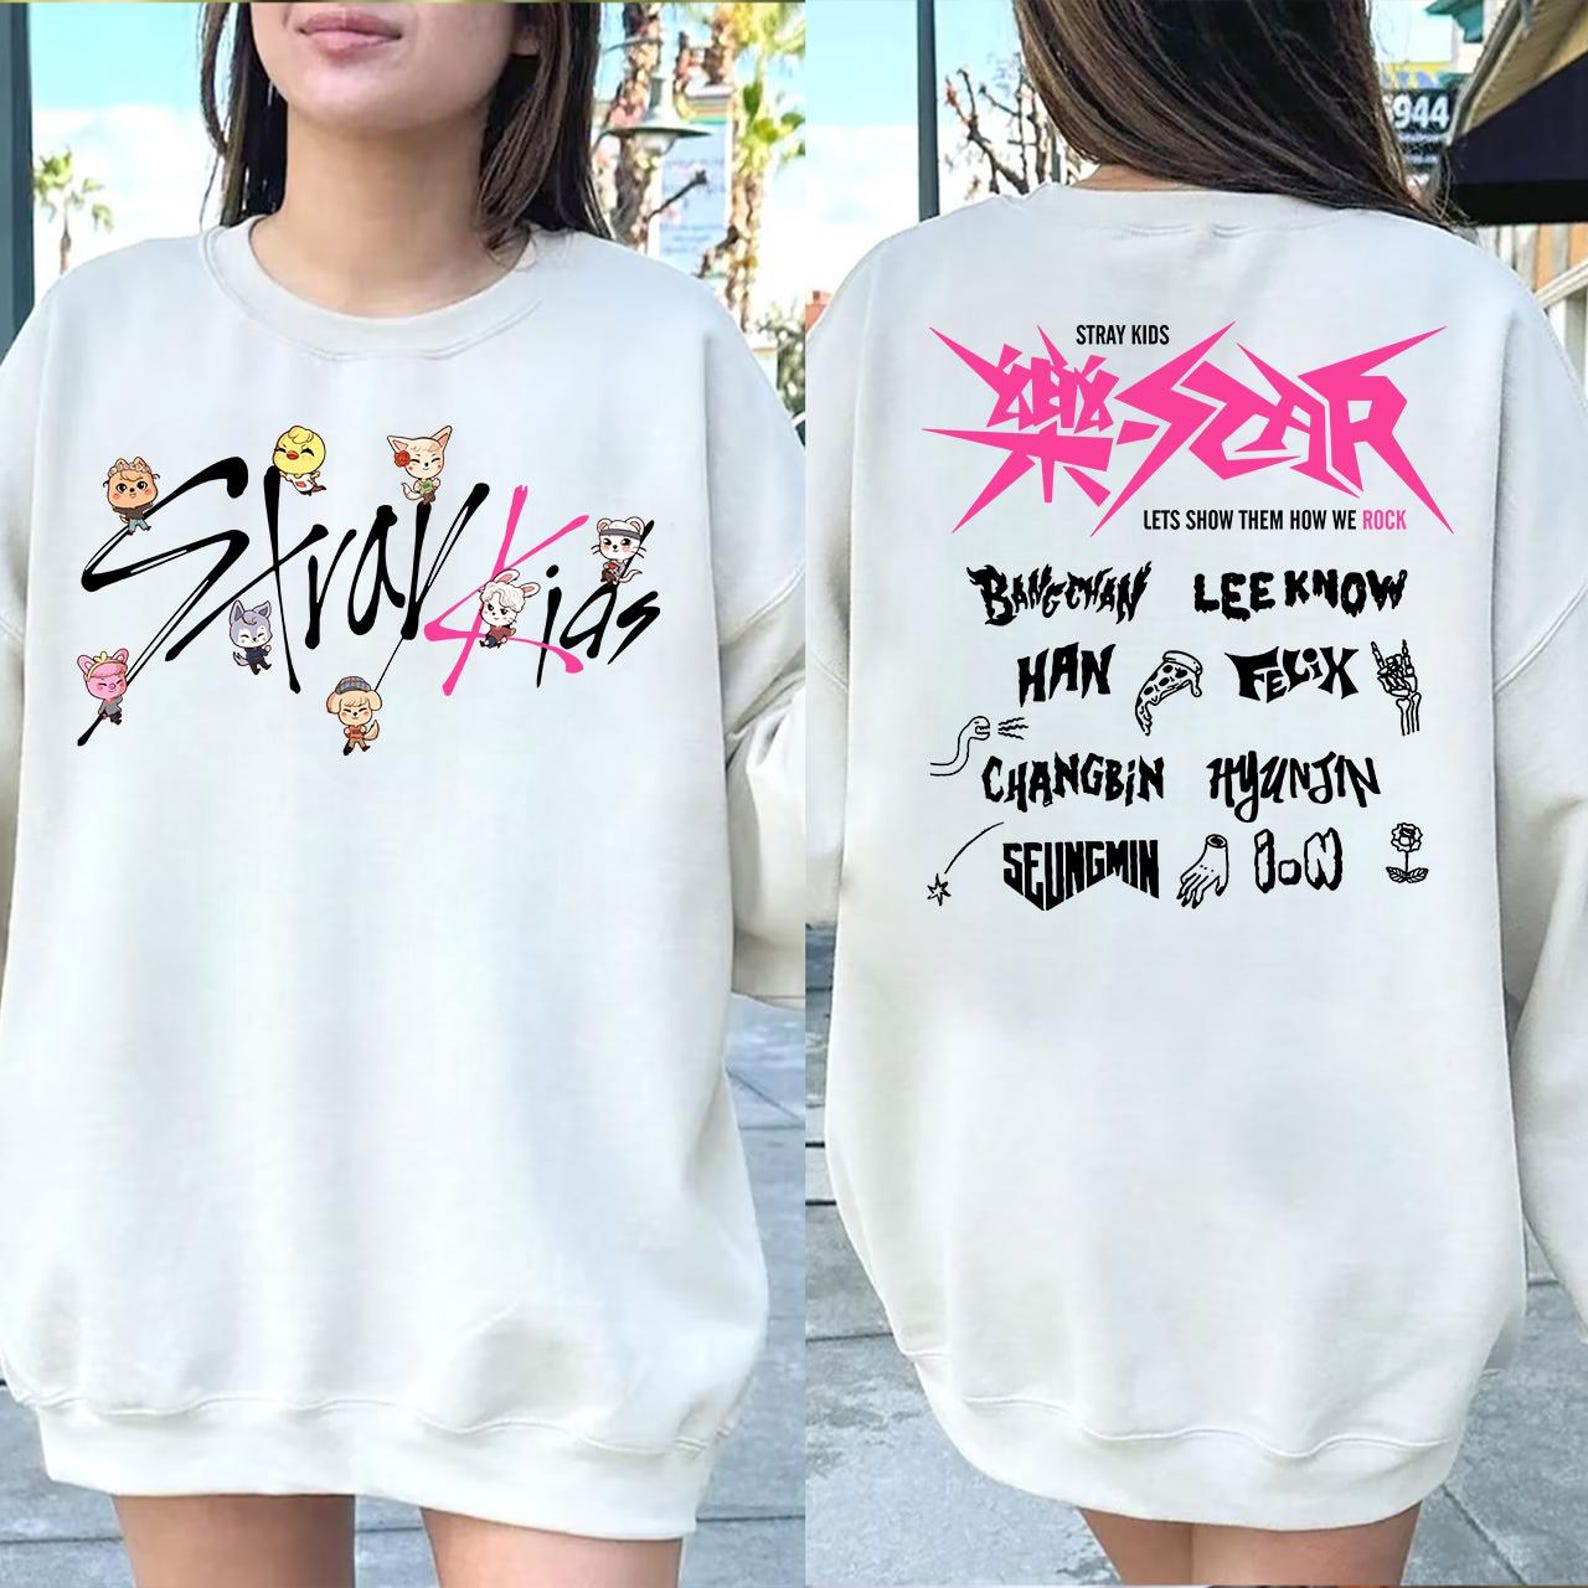 Stray Kids
944
STRAY KIDS
樂-STAR
LETS SHOW THEM HOW WE ROCK
BANGCHAN LEE KNOW
HAN FELIX
CHANGBIN HYUNJIN
SEUNGMIN I.N